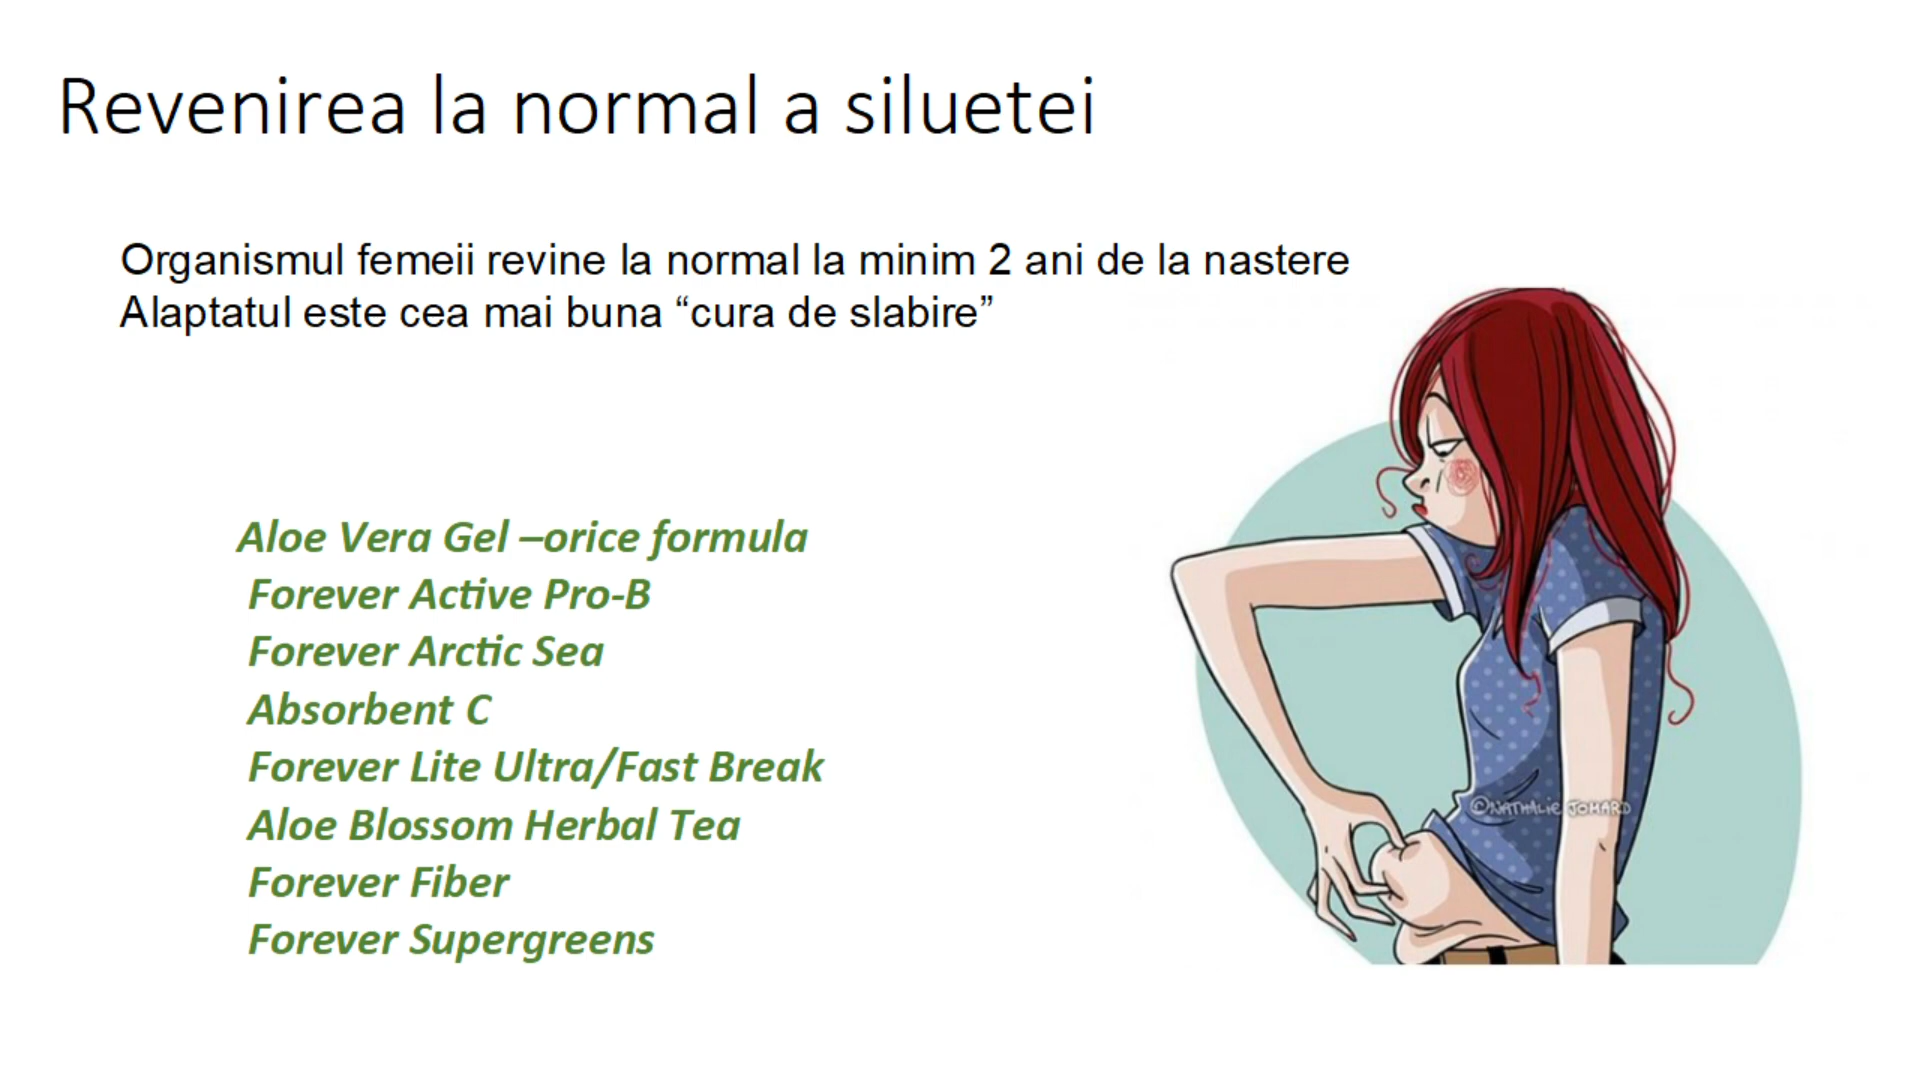 Revenirea la normal a siluetei
Organismul femeii revine la normal la minim 2 ani de la nastere
Alaptatul este cea mai buna “cura de slabire”
Aloe Vera Gel –orice formula
Forever Active Pro-B
Forever Arctic Sea
Absorbent C
Forever Lite Ultra/Fast Break
Aloe Blossom Herbal Tea
Forever Fiber
Forever Supergreens
©NATHALIE JOMARD